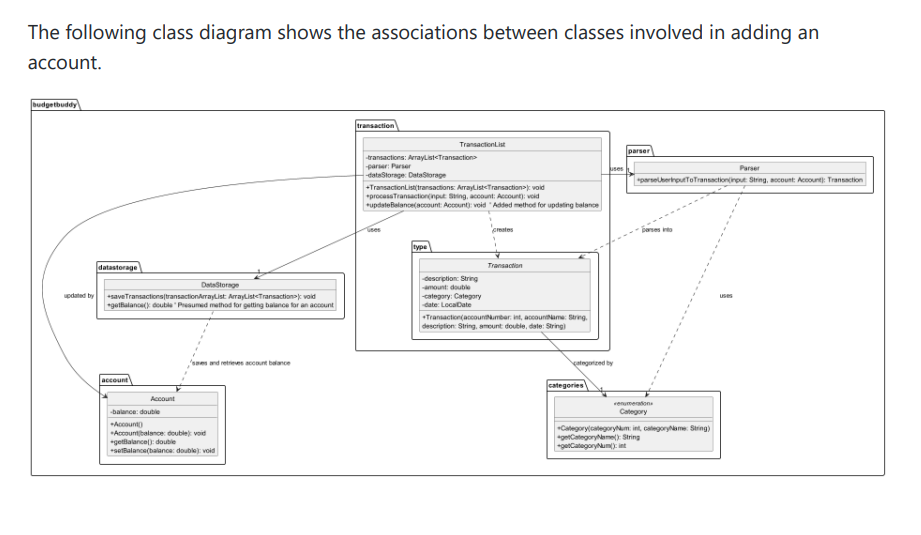 The following class diagram shows the associations between classes involved in adding an
account.
budgetbuddy
transaction
TransactionList
-transactions: ArrayList<Transaction>
-parser: Parser
-dataStorage: DataStorage
+TransactionList(transactions: ArrayList<Transaction>): void
+processTransaction(input: String, account: Account): void
+updateBalance(account: Account): void ' Added method for updating balance
uses
1
parser
Parser
+parseUserInputToTransaction(input: String, account: Account): Transaction
uses
creates
parses into
type
Transaction
-description: String
-amount: double
-category: Category
-date: LocalDate
+Transaction(accountNumber: int, accountName: String,
description: String, amount: double, date: String)
datastorage
1
DataStorage
+saveTransactions(transactionArrayList: ArrayList<Transaction>): void
+getBalance(): double ' Presumed method for getting balance for an account
updated by
uses
saves and retrieves account balance
categorized by
account
Account
-balance: double
+Account()
+Account(balance: double): void
+getBalance(): double
+setBalance(balance: double): void
categories
1
«enumeration»
Category
+Category(categoryNum: int, categoryName: String)
+getCategoryName(): String
+getCategoryNum(): int